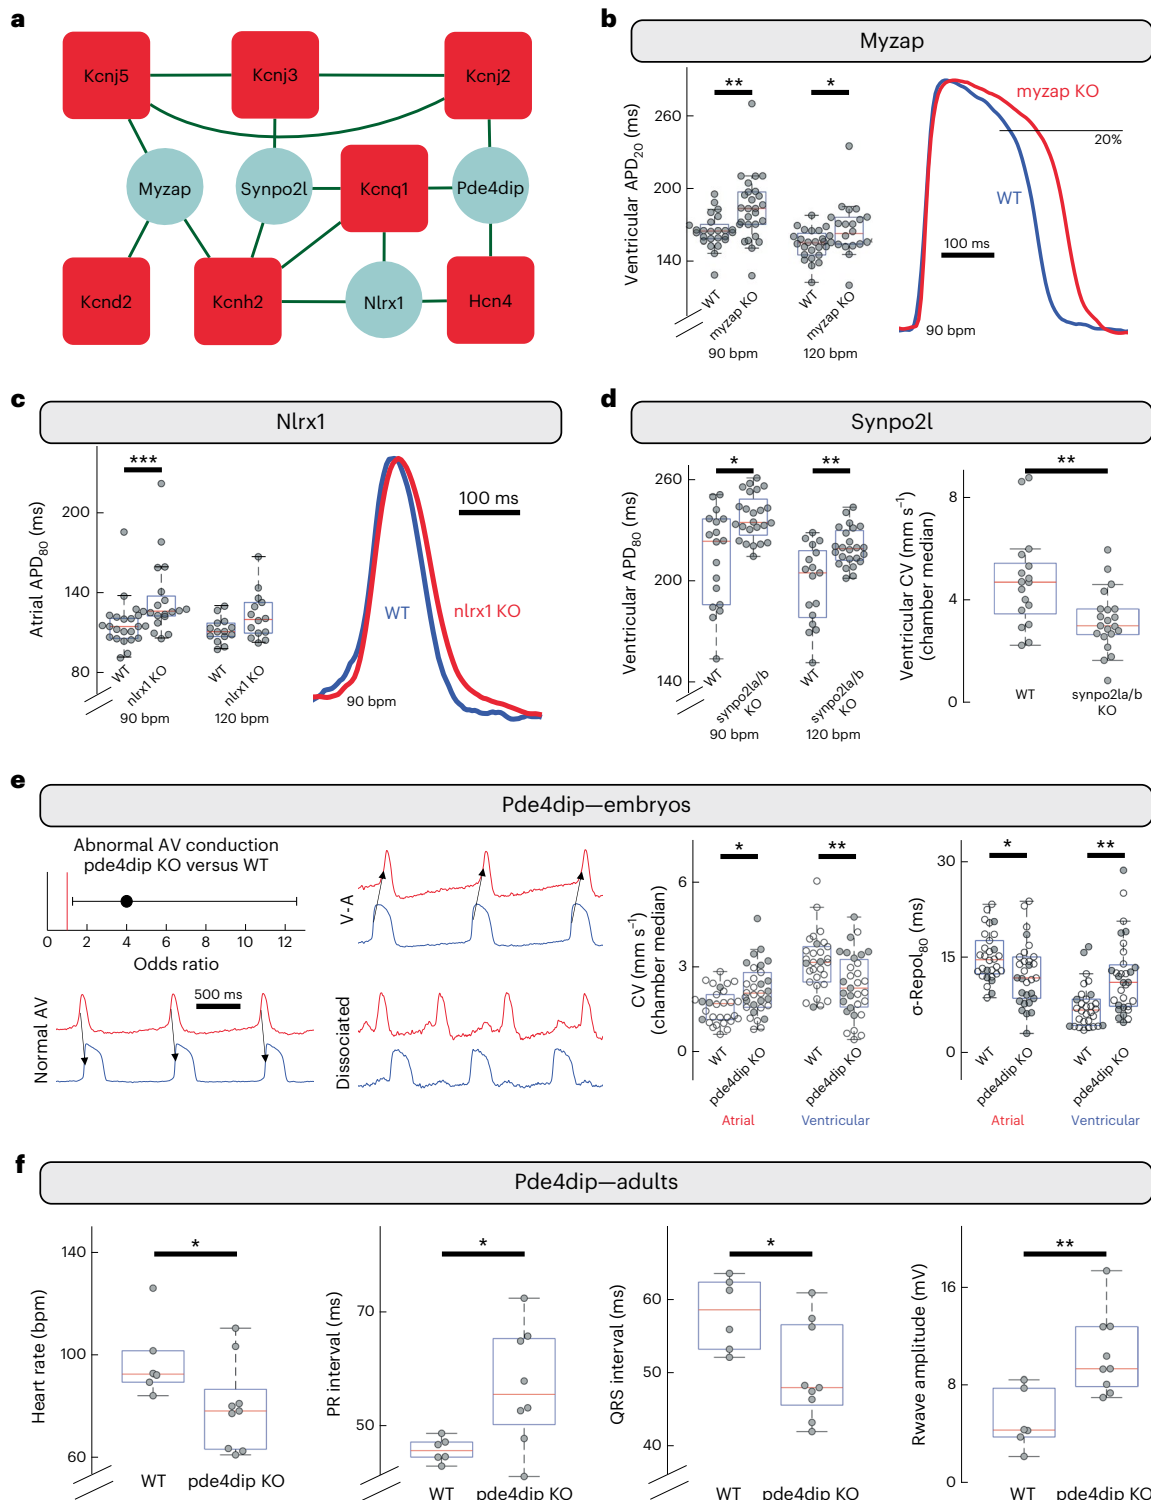 a
Kcnj5
Kcnj3
Kcnj2
Myzap
Synpo2l
Kcnq1
Pde4dip
Kcnd2
Kcnh2
Nlrx1
Hcn4
b
Myzap
Ventricular APD20 (ms)
260
200
140
**
*
WT
myzap KO
WT
myzap KO
90 bpm
120 bpm
myzap KO
20%
WT
100 ms
90 bpm
c
Nlrx1
Atrial APD80 (ms)
200
140
80
***
WT
nlrx1 KO
WT
nlrx1 KO
90 bpm
120 bpm
100 ms
WT
nlrx1 KO
90 bpm
d
Synpo2l
Ventricular APD80 (ms)
260
200
140
*
**
WT
synpo2la/b
KO
WT
synpo2la/b
KO
90 bpm
120 bpm
Ventricular CV (mm s−1)
(chamber median)
8
4
0
**
WT
synpo2la/b
KO
e
Pde4dip—embryos
Abnormal AV conduction
pde4dip KO versus WT
0 2 4 6 8 10 12
Odds ratio
500 ms
Normal AV
V-A
Dissociated
CV (mm s−1)
(chamber median)
6
3
0
*
**
WT
pde4dip KO
WT
pde4dip KO
Atrial
Ventricular
σ-Repol80 (ms)
30
15
0
*
**
WT
pde4dip KO
WT
pde4dip KO
Atrial
Ventricular
f
Pde4dip—adults
Heart rate (bpm)
140
100
60
*
WT
pde4dip KO
PR interval (ms)
70
50
*
WT
pde4dip KO
QRS interval (ms)
60
50
40
*
WT
pde4dip KO
Rwave amplitude (mV)
16
8
0
**
WT
pde4dip KO